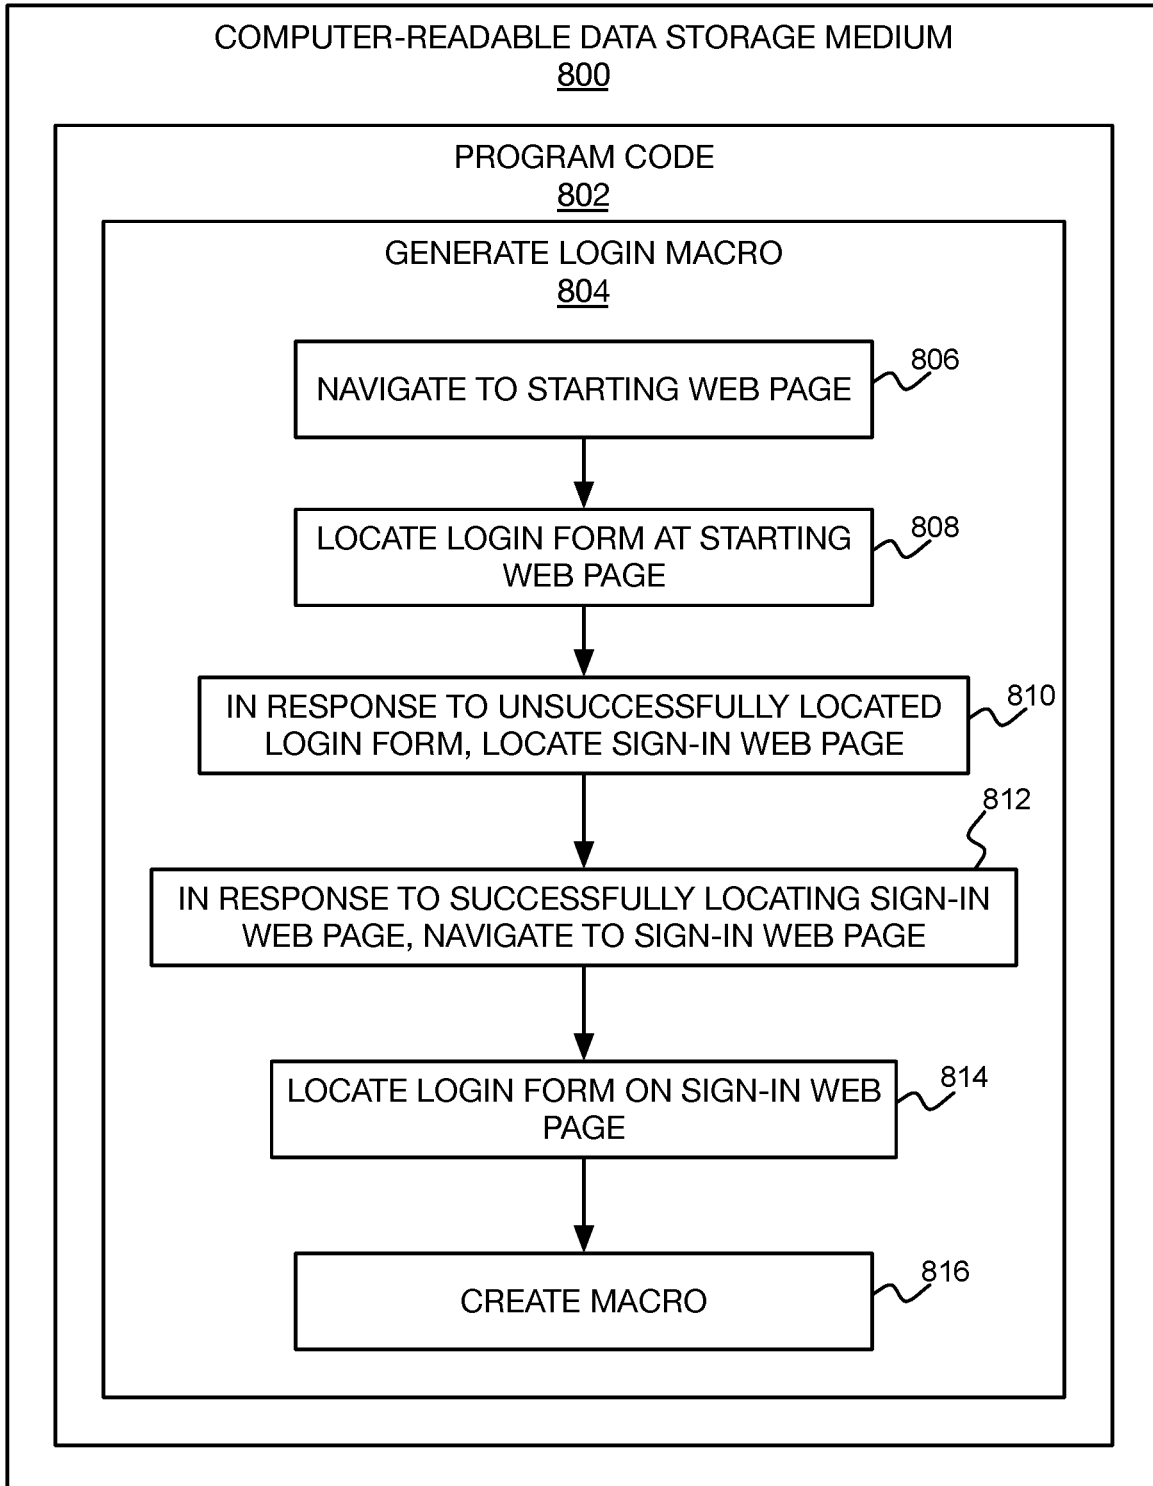 COMPUTER-READABLE DATA STORAGE MEDIUM
800
PROGRAM CODE
802
GENERATE LOGIN MACRO
804
NAVIGATE TO STARTING WEB PAGE
806
LOCATE LOGIN FORM AT STARTING
WEB PAGE
808
IN RESPONSE TO UNSUCCESSFULLY LOCATED
LOGIN FORM, LOCATE SIGN-IN WEB PAGE
810
812
IN RESPONSE TO SUCCESSFULLY LOCATING SIGN-IN
WEB PAGE, NAVIGATE TO SIGN-IN WEB PAGE
LOCATE LOGIN FORM ON SIGN-IN WEB
PAGE
814
CREATE MACRO
816